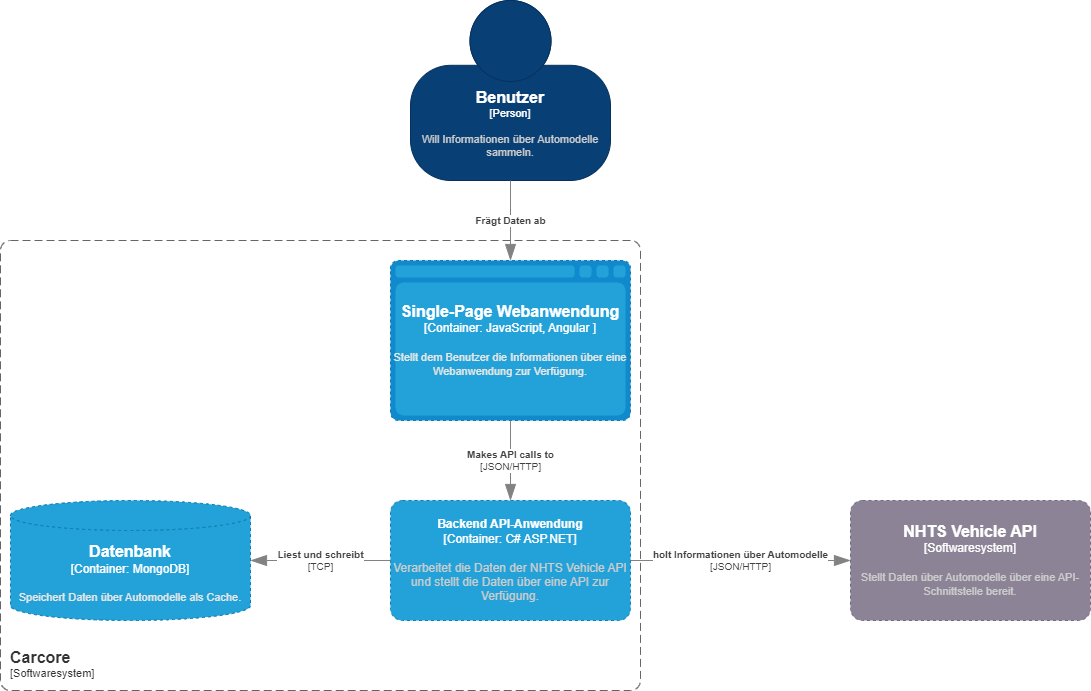 Benutzer
[Person]
Will Informationen über Automodelle
sammeln.
Frägt Daten ab
Single-Page Webanwendung
[Container: JavaScript, Angular ]
Stellt dem Benutzer die Informationen über eine
Webanwendung zur Verfügung.
Makes API calls to
[JSON/HTTP]
Datenbank
[Container: MongoDB]
Speichert Daten über Automodelle als Cache.
Liest und schreibt
[TCP]
Backend API-Anwendung
[Container: C# ASP.NET]
Verarbeitet die Daten der NHTS Vehicle API
und stellt die Daten über eine API zur
Verfügung.
holt Informationen über Automodelle
[JSON/HTTP]
NHTS Vehicle API
[Softwaresystem]
Stellt Daten über Automodelle über eine API-
Schnittstelle bereit.
Carcore
[Softwaresystem]